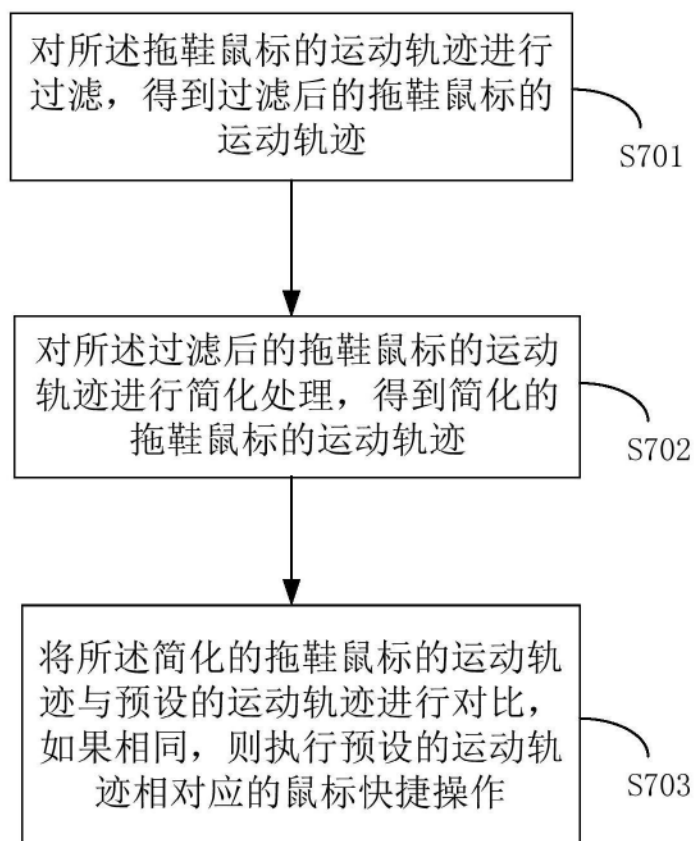 对所述拖鞋鼠标的运动轨迹进行
过滤，得到过滤后的拖鞋鼠标的
运动轨迹
S701
对所述过滤后的拖鞋鼠标的运动
轨迹进行简化处理，得到简化的
拖鞋鼠标的运动轨迹
S702
将所述简化的拖鞋鼠标的运动轨
迹与预设的运动轨迹进行对比，
如果相同，则执行预设的运动轨
迹相对应的鼠标快捷操作
S703